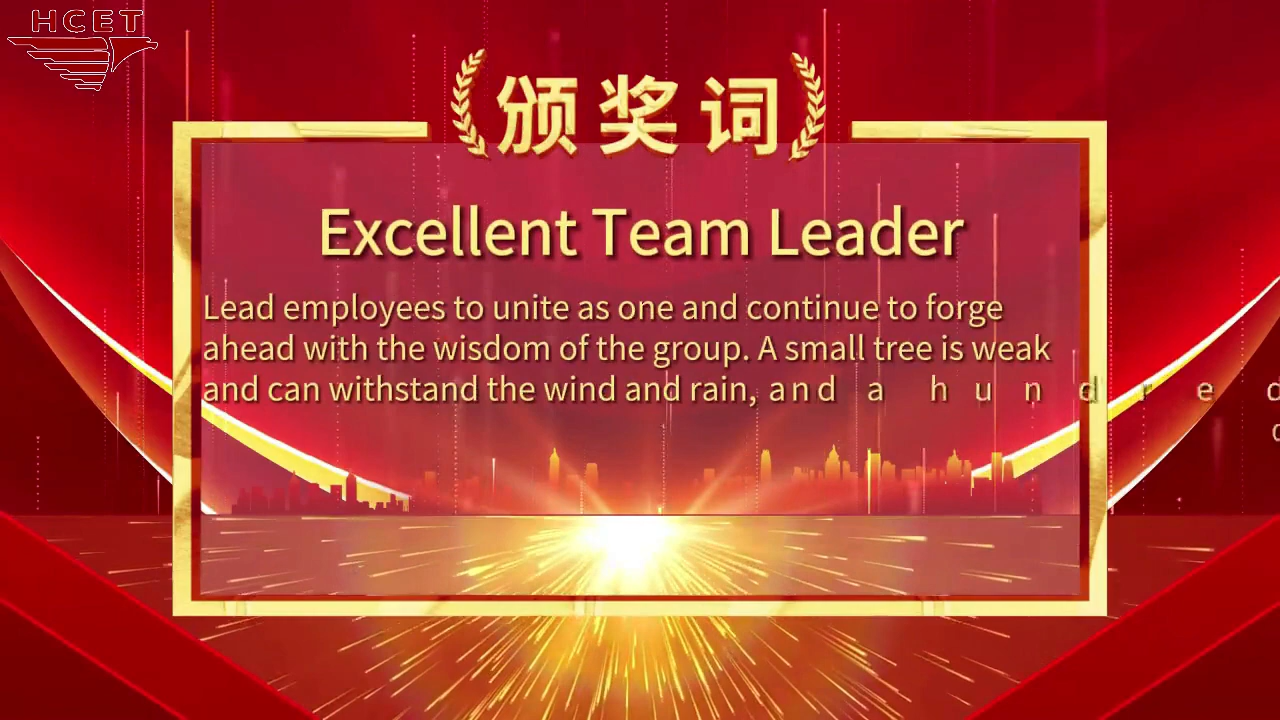 HCET
颁奖词
Excellent Team Leader
Lead employees to unite as one and continue to forge
ahead with the wisdom of the group. A small tree is weak
and can withstand the wind and rain, and a hundred